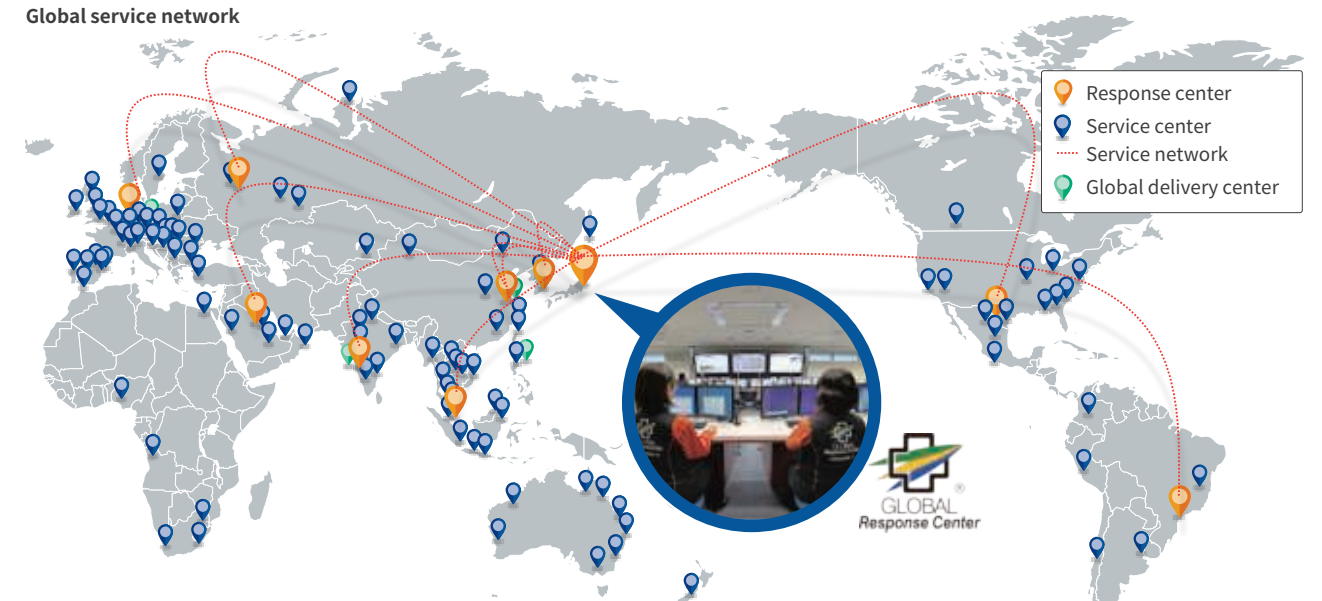 Global service network
Response center
Service center
Service network
Global delivery center
GLOBAL
®
Response Center